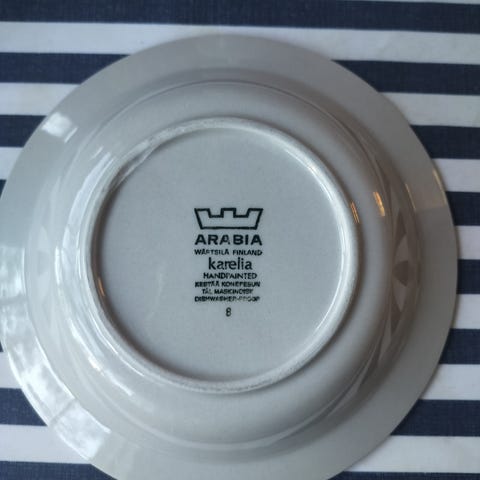 ARABIA
WÄRTSILÄ FINLAND
karelia
HANDPAINTED
KESTÄÄ KONEPESUN
TÅL MASKINDISK
DISHWASHER-PROOF
8